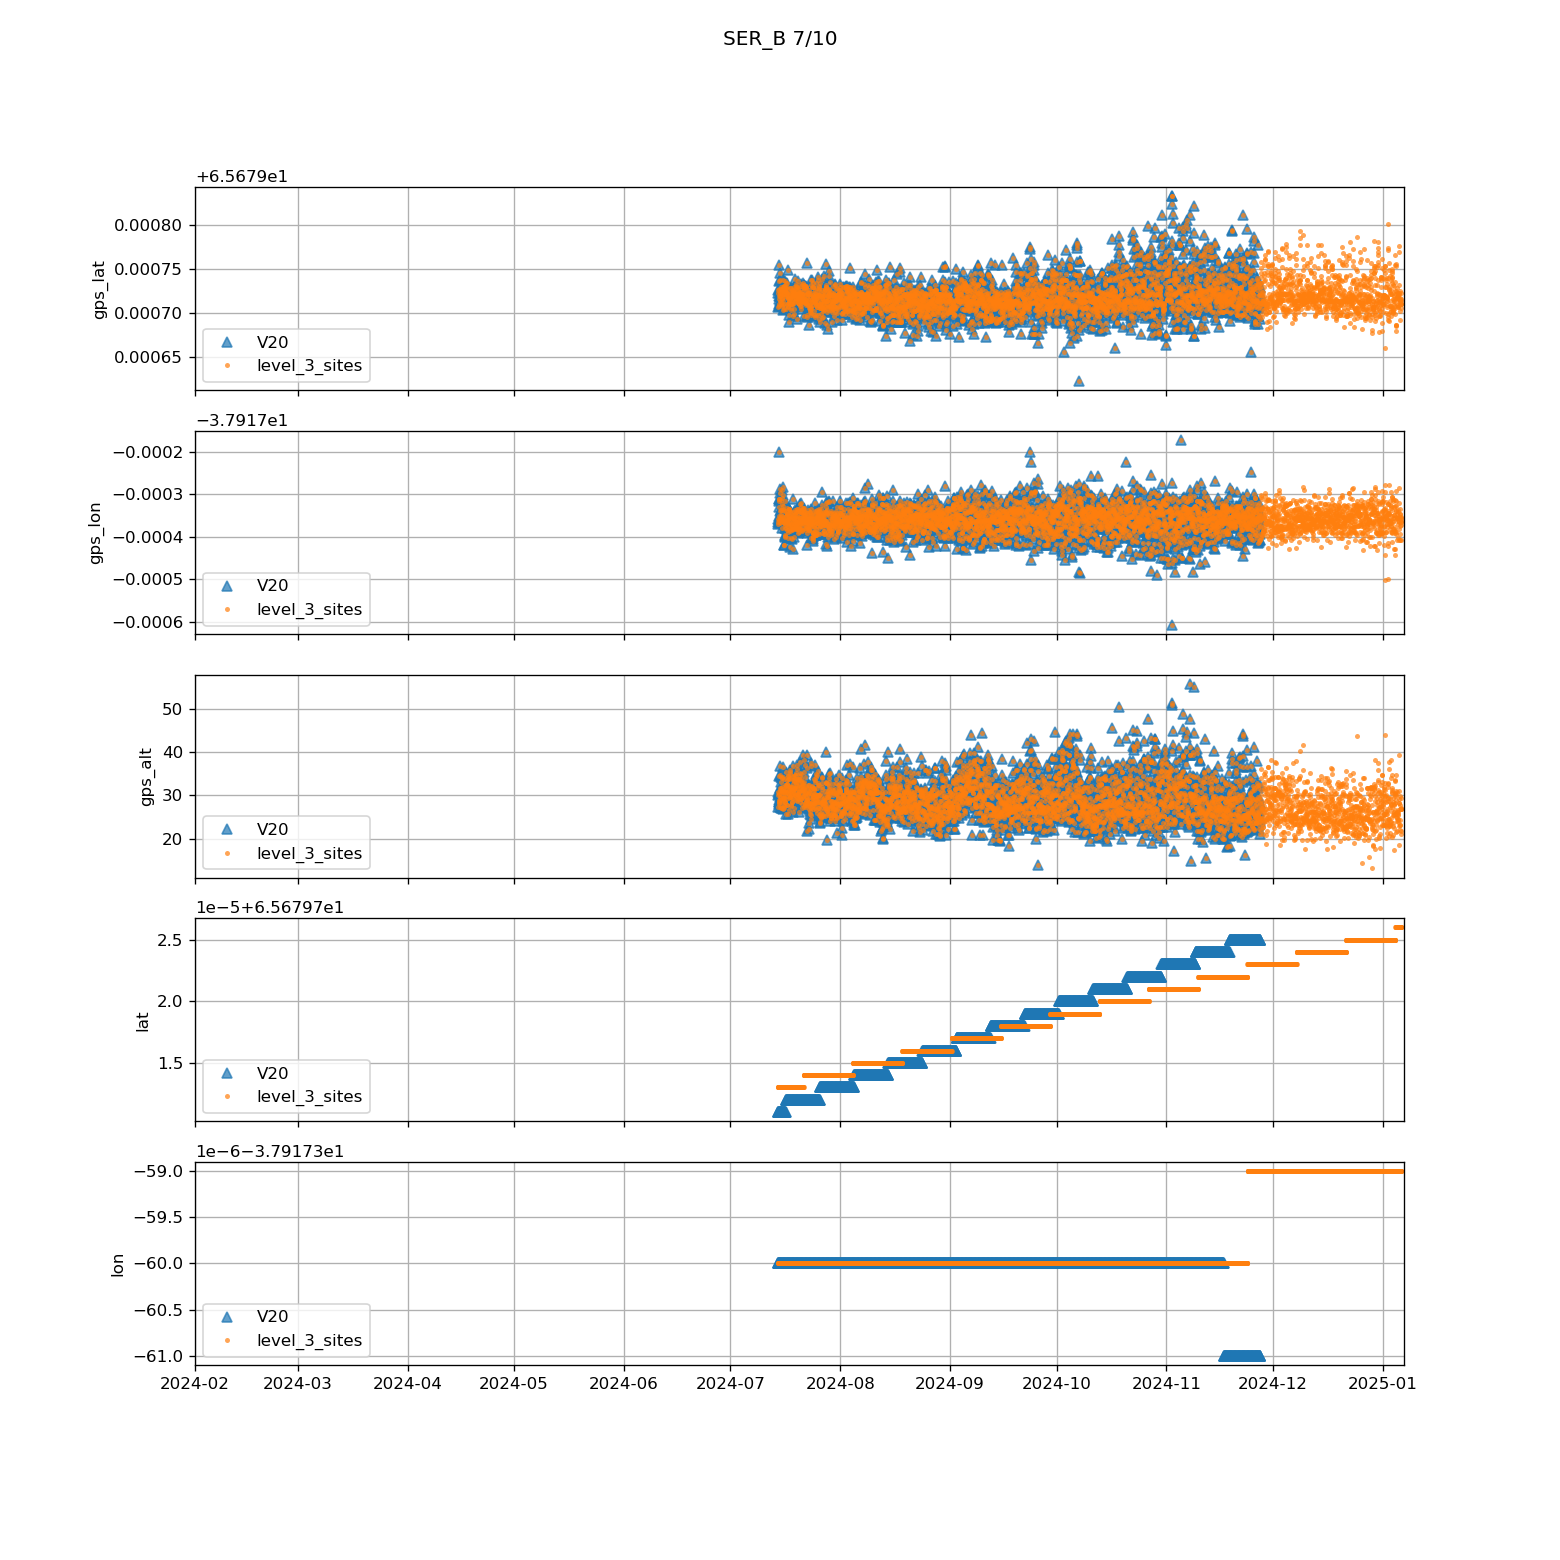 SER_B 7/10
+6.5679e1
0.00080
0.00075
0.00070
0.00065
gps_lat
V20
level_3_sites
−3.7917e1
−0.0002
−0.0003
−0.0004
−0.0005
−0.0006
gps_lon
V20
level_3_sites
50
40
30
20
gps_alt
V20
level_3_sites
1e−5+6.56797e1
2.5
2.0
1.5
lat
V20
level_3_sites
1e−6−3.79173e1
−59.0
−59.5
−60.0
−60.5
−61.0
lon
V20
level_3_sites
2024-02 2024-03 2024-04 2024-05 2024-06 2024-07 2024-08 2024-09 2024-10 2024-11 2024-12 2025-01